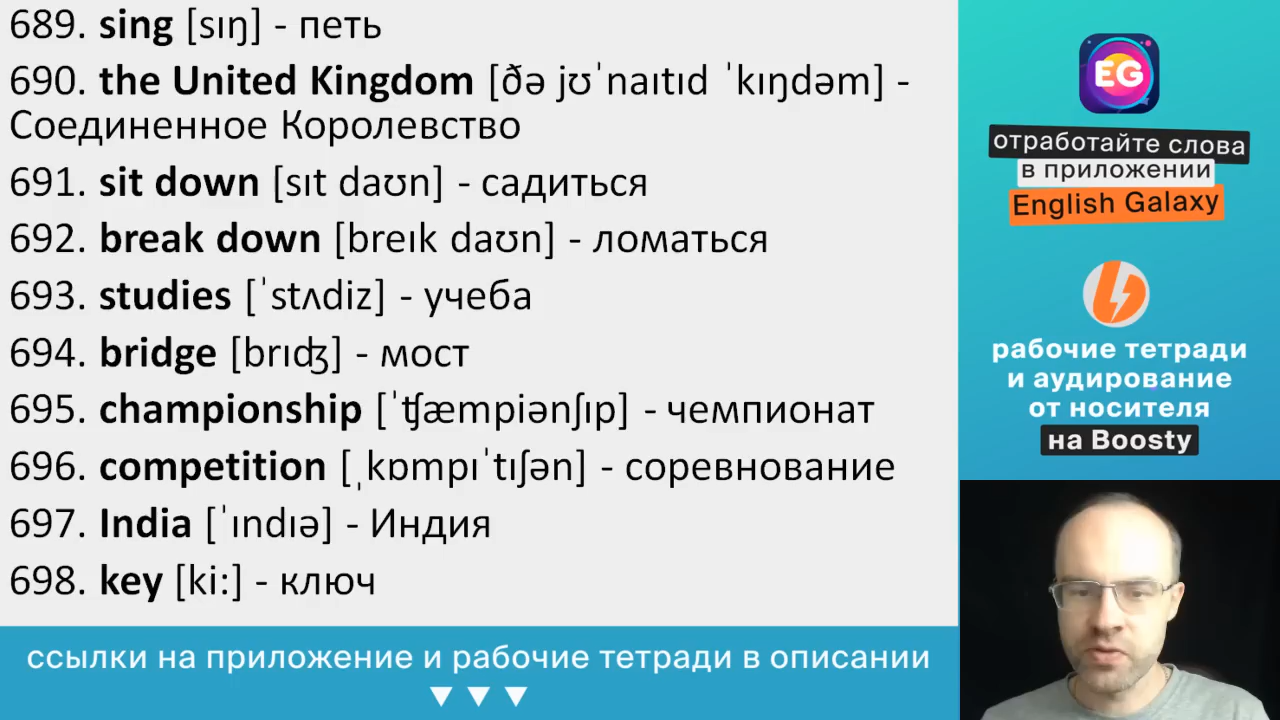 689. sing [sɪŋ] - петь
690. the United Kingdom [ðə jʊˈnaɪtɪd ˈkɪŋdəm] -
Соединенное Королевство
691. sit down [sɪt daʊn] - садиться
692. break down [breɪk daʊn] - ломаться
693. studies [ˈstʌdiz] - учеба
694. bridge [brɪʤ] - мост
695. championship [ˈʧæmpiənʃɪp] - чемпионат
696. competition [ˌkɒmpɪˈtɪʃən] - соревнование
697. India [ˈɪndɪə] - Индия
698. key [ki:] - ключ
ссылки на приложение и рабочие тетради в описании
EG
отработайте слова
в приложении
English Galaxy
рабочие тетради
и аудирование
от носителя
на Boosty